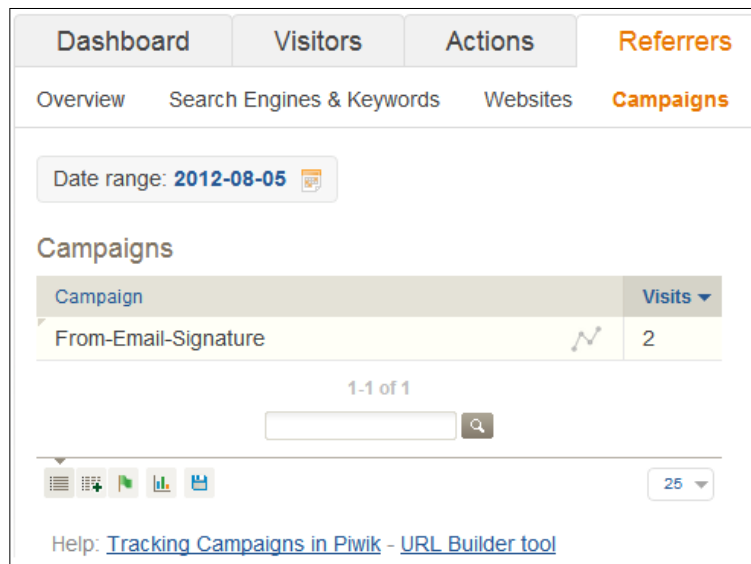 Dashboard Visitors Actions Referrers
Overview Search Engines & Keywords Websites Campaigns
Date range: 2012-08-05
Campaigns
Campaign Visits
From-Email-Signature 2
1-1 of 1
25
Help: Tracking Campaigns in Piwik - URL Builder tool